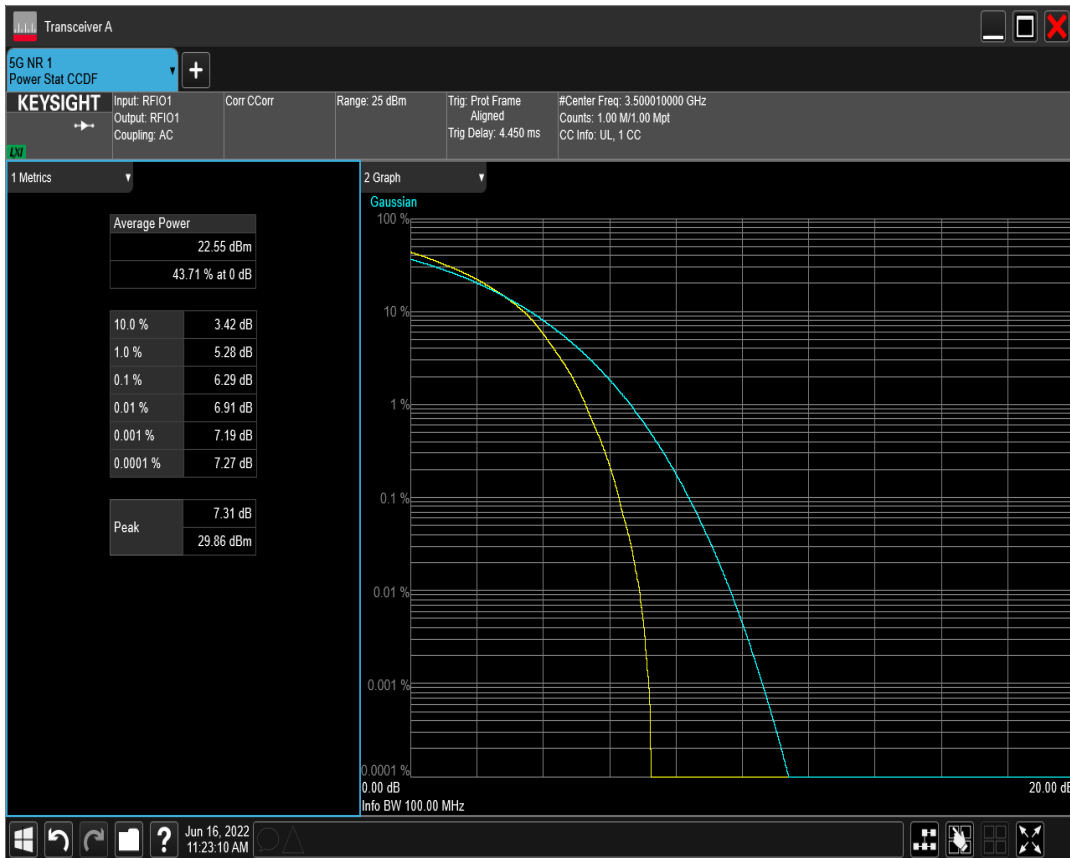 Transceiver A
5G NR 1
Power Stat CCDF
+
KEYSIGHT
LXI
Input: RFIO1
Output: RFIO1
Coupling: AC
Corr CCorr
Range: 25 dBm
Trig: Prot Frame
Aligned
Trig Delay: 4.450 ms
#Center Freq: 3.500010000 GHz
Counts: 1.00 M/1.00 Mpt
CC Info: UL, 1 CC
1 Metrics
Average Power
22.55 dBm
43.71 % at 0 dB
10.0 % 3.42 dB
1.0 % 5.28 dB
0.1 % 6.29 dB
0.01 % 6.91 dB
0.001 % 7.19 dB
0.0001 % 7.27 dB
Peak
7.31 dB
29.86 dBm
2 Graph
Gaussian
100 %
10 %
1 %
0.1 %
0.01 %
0.001 %
0.0001 %
0.00 dB 20.00 dB
Info BW 100.00 MHz
?
Jun 16, 2022
11:23:10 AM